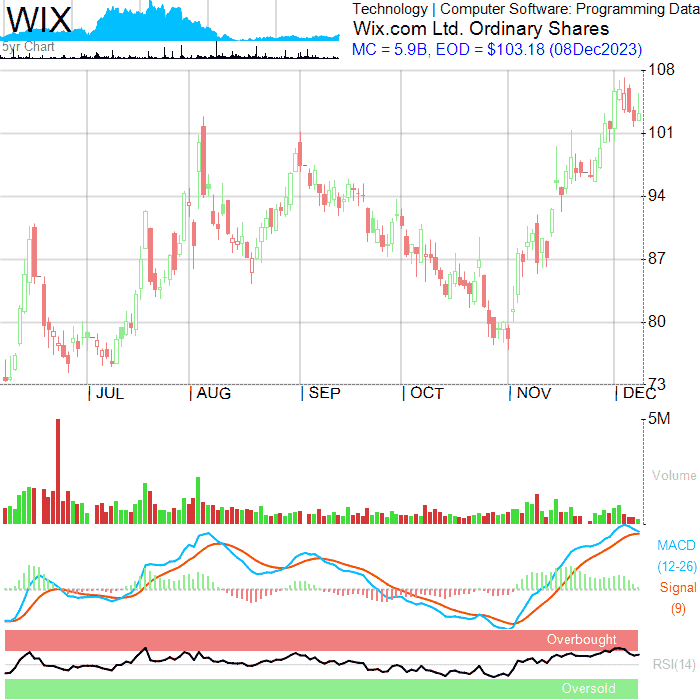 WIX
5yr Chart
Technology | Computer Software: Programming Data
Wix.com Ltd. Ordinary Shares
MC = 5.9B, EOD = $103.18 (08Dec2023)
108
101
94
87
80
73
| JUL | AUG | SEP | OCT | NOV | DEC
5M
Volume
MACD
(12-26)
Signal
(9)
Overbought
RSI(14)
Oversold